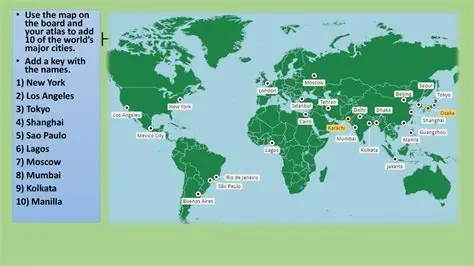 • Use the map on
the board and
your atlas to add
10 of the world's
major cities.
• Add a key with
the names.
1) New York
2) Los Angeles
3) Tokyo
4) Shanghai
5) Sao Paulo
6) Lagos
7) Moscow
8) Mumbai
9) Kolkata
10) Manilla
Moscow
London
Seoul
Beijing
Tokyo
Istanbul
Tehran
New York
Los Angeles
Delhi
Dhaka
Osaka
Shanghai
Cairo
Karachi
Mexico City
Guangzhou
Mumbai
Manila
Kolkata
Lagos
Jakarta
Rio de Janeiro
São Paulo
Buenos Aires